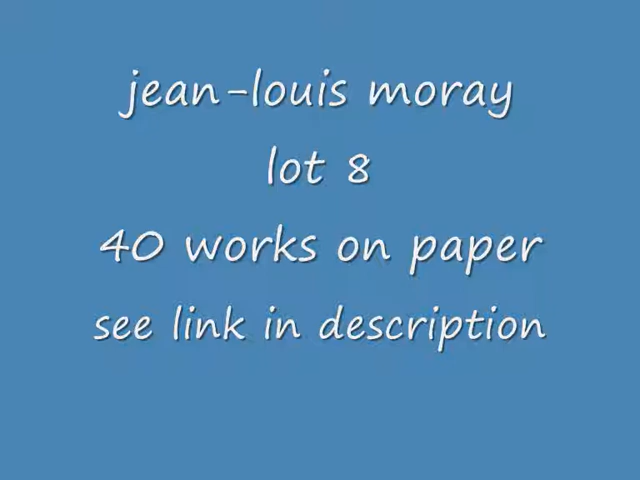 jean-louis moray
lot 8
40 works on paper
see link in description